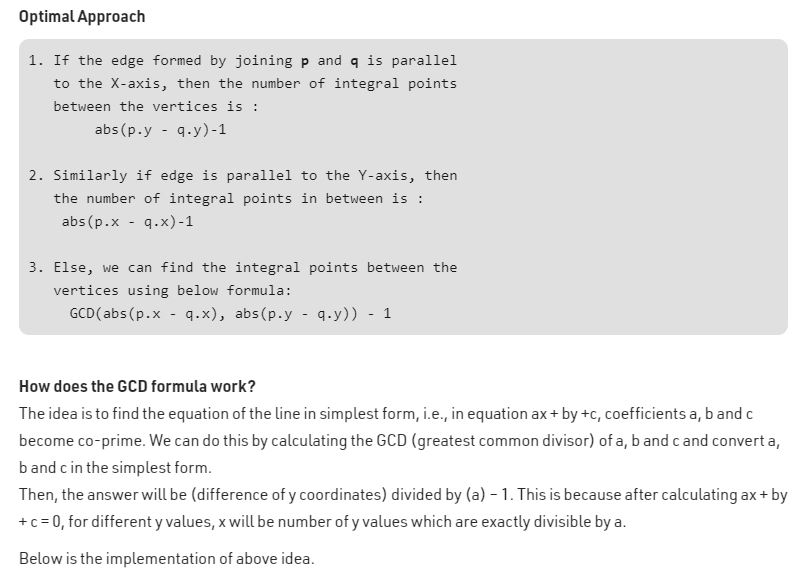 Optimal Approach
1. If the edge formed by joining p and q is parallel
to the X-axis, then the number of integral points
between the vertices is :
abs(p.y - q.y)-1
2. Similarly if edge is parallel to the Y-axis, then
the number of integral points in between is :
abs(p.x - q.x)-1
3. Else, we can find the integral points between the
vertices using below formula:
GCD(abs(p.x - q.x), abs(p.y - q.y)) - 1
How does the GCD formula work?
The idea is to find the equation of the line in simplest form, i.e., in equation ax + by +c, coefficients a, b and c
become co-prime. We can do this by calculating the GCD (greatest common divisor) of a, b and c and convert a,
b and c in the simplest form.
Then, the answer will be (difference of y coordinates) divided by (a) – 1. This is because after calculating ax + by
+ c = 0, for different y values, x will be number of y values which are exactly divisible by a.
Below is the implementation of above idea.